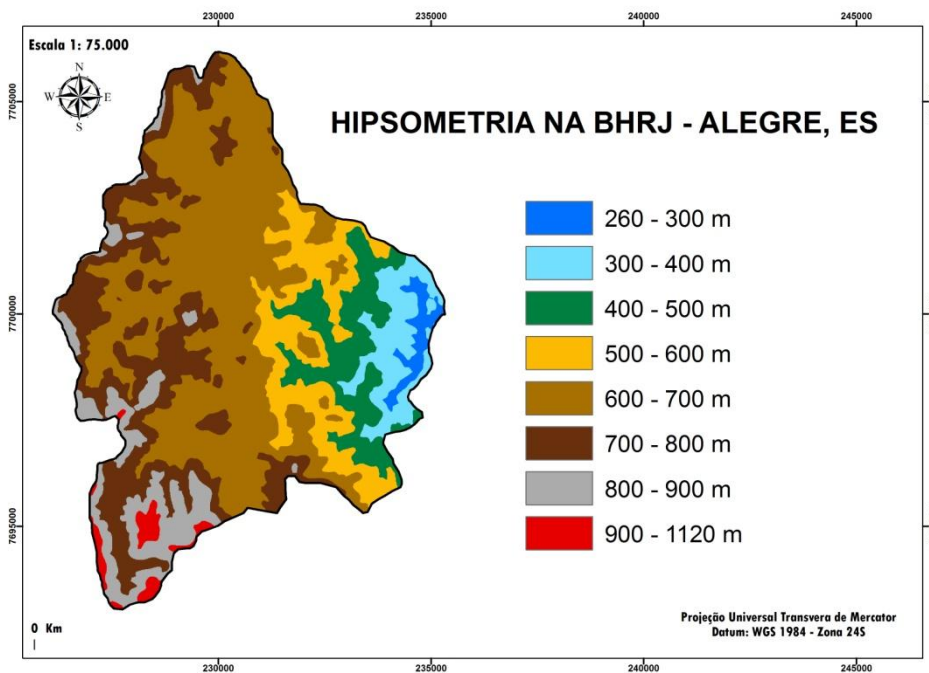 230000 235000 240000 245000
Escala 1: 75.000
N
W E
S
7705000
HIPSOMETRIA NA BHRJ - ALEGRE, ES
260 - 300 m
300 - 400 m
7700000
400 - 500 m
500 - 600 m
600 - 700 m
700 - 800 m
800 - 900 m
7695000
900 - 1120 m
0 Km
Projeção Universal Transvera de Mercator
Datum: WGS 1984 - Zona 24S
230000 235000 240000 245000